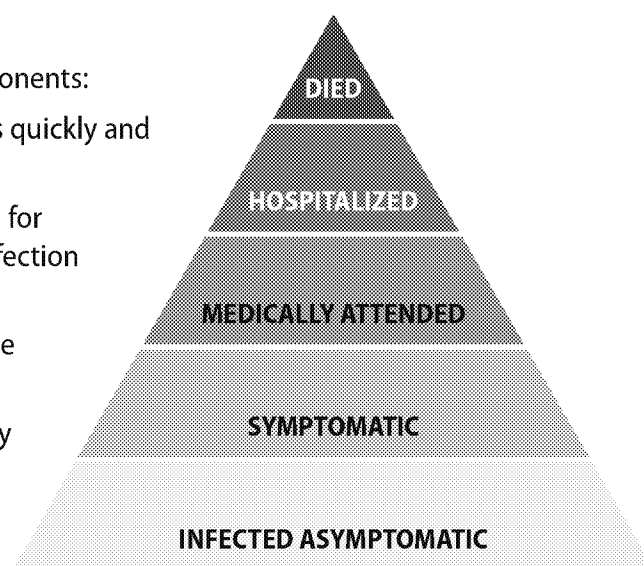 onents:
s quickly and
for
fection
e
y
DIED
HOSPITALIZED
MEDICALLY ATTENDED
SYMPTOMATIC
INFECTED ASYMPTOMATIC